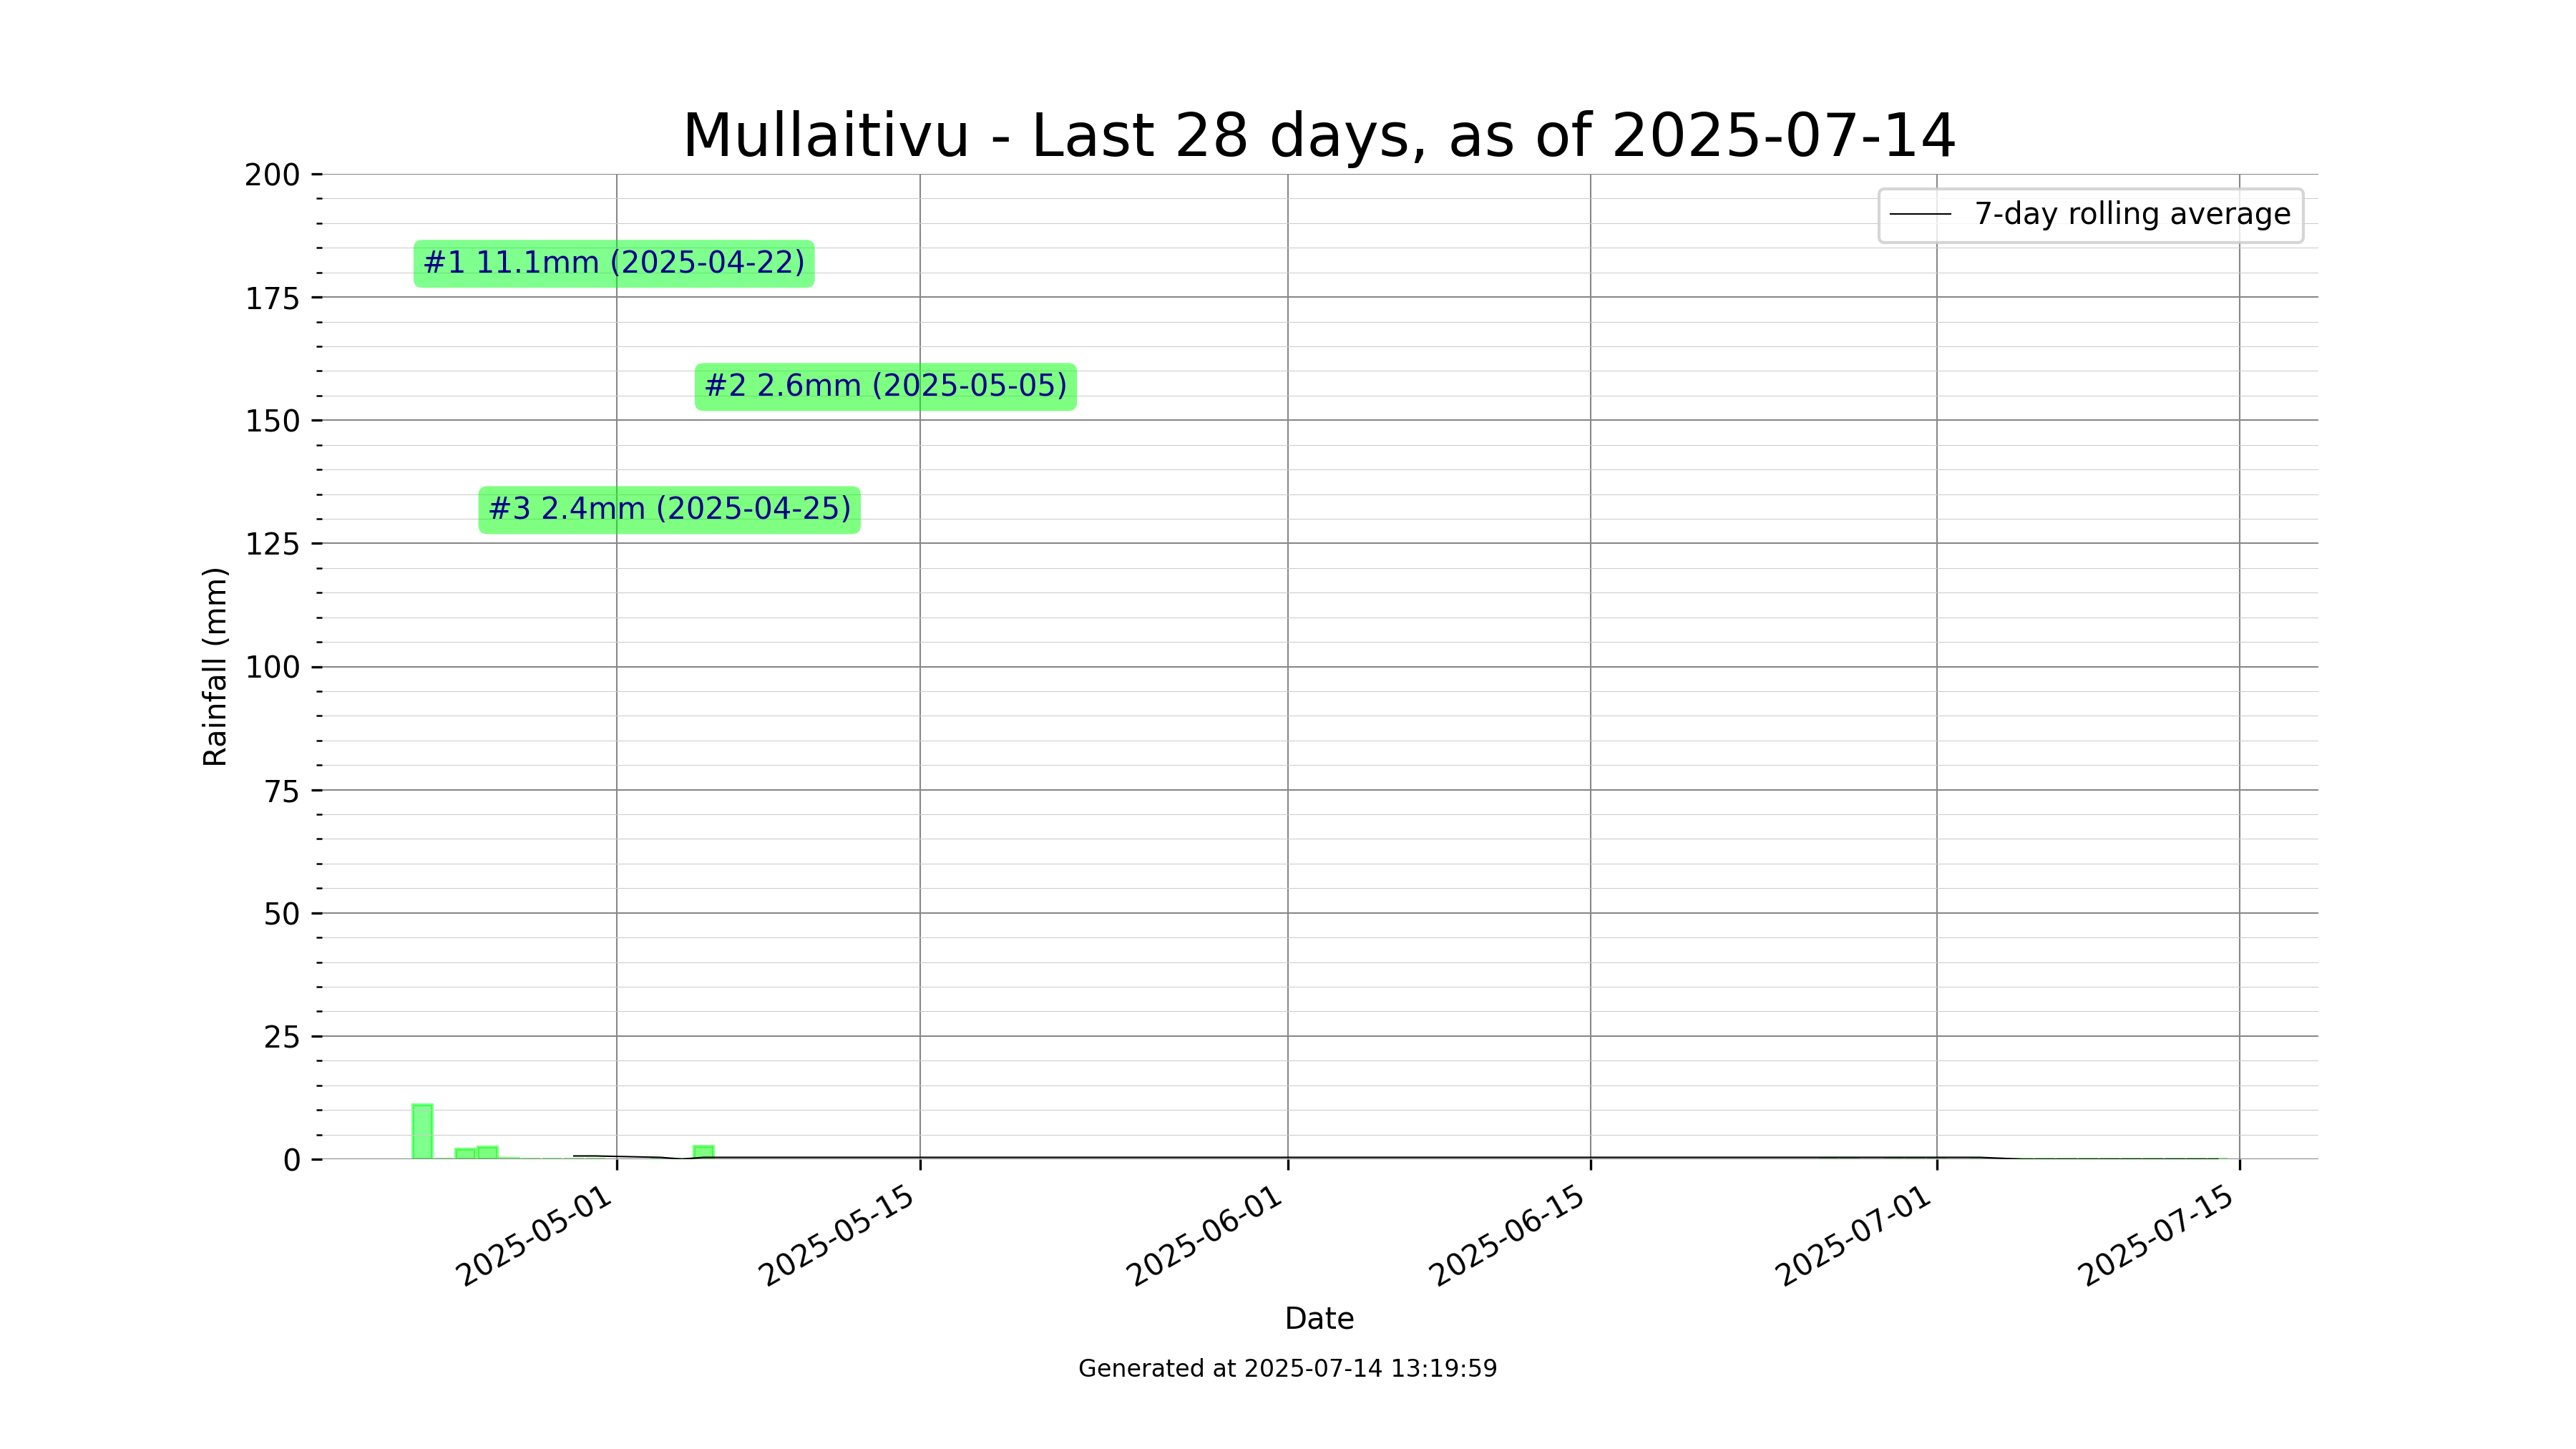 Mullaitivu - Last 28 days, as of 2025-07-14
7-day rolling average
#1 11.1mm (2025-04-22)
#2 2.6mm (2025-05-05)
#3 2.4mm (2025-04-25)
Rainfall (mm)
200
175
150
125
100
75
50
25
0
2025-05-01
2025-05-15
2025-06-01
2025-06-15
2025-07-01
2025-07-15
Date
Generated at 2025-07-14 13:19:59